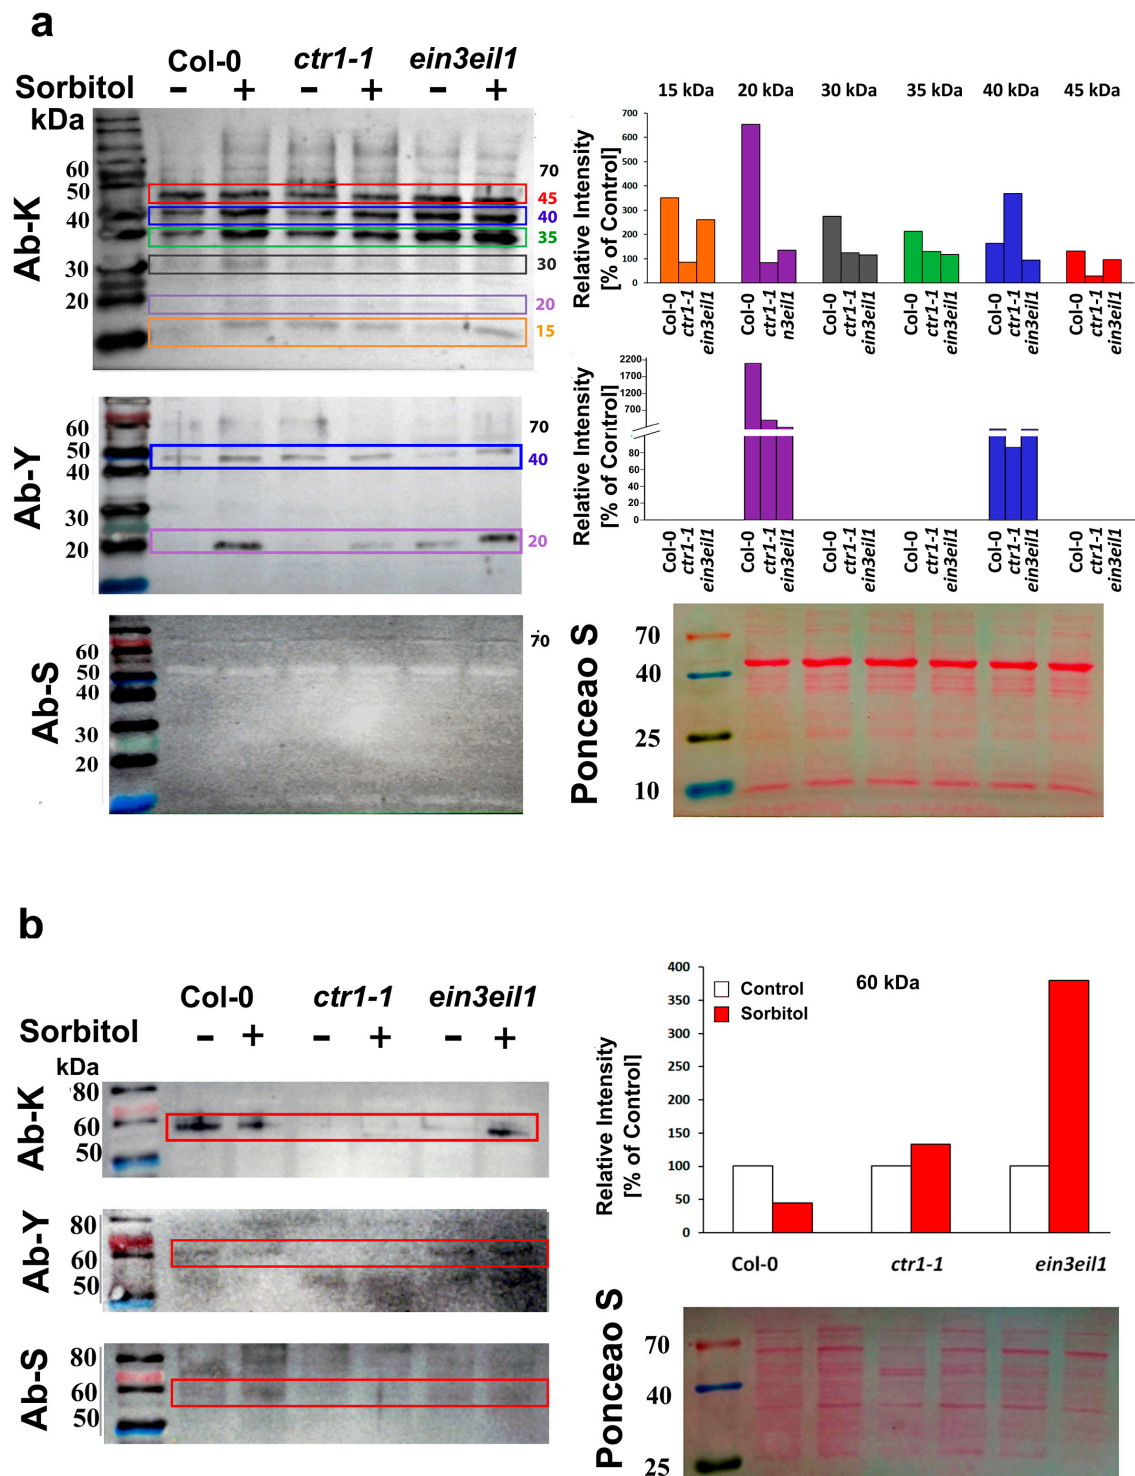 a
Col-0 ctr1-1 ein3eil1
Sorbitol – + – + – +
kDa
Ab-K
60
50
40
30
20
70
45
40
35
30
20
15
15 kDa 20 kDa 30 kDa 35 kDa 40 kDa 45 kDa
Relative Intensity
[% of Control]
700
600
500
400
300
200
100
0
Col-0 ctr1-1 ein3eil1 Col-0 ctr1-1 n3eil1 Col-0 ctr1-1 ein3eil1 Col-0 ctr1-1 ein3eil1 Col-0 ctr1-1 ein3eil1 Col-0 ctr1-1 ein3eil1
Ab-Y
60
50
40
30
20
70
40
20
Relative Intensity
[% of Control]
2200
1700
1200
700
80
60
40
20
0
Col-0 ctr1-1 ein3eil1 Col-0 ctr1-1 n3eil1 Col-0 ctr1-1 ein3eil1 Col-0 ctr1-1 ein3eil1 Col-0 ctr1-1 ein3eil1 Col-0 ctr1-1 ein3eil1
Ab-S
60
50
40
30
20
70
Ponceao S
70
40
25
10
b
Col-0 ctr1-1 ein3eil1
Sorbitol – + – + – +
kDa
Ab-K
80
60
50
Ab-Y
80
60
50
Ab-S
80
60
50
Relative Intensity
[% of Control]
400
350
300
250
200
150
100
50
0
60 kDa
Control
Sorbitol
Col-0 ctr1-1 ein3eil1
Ponceao S
70
40
25